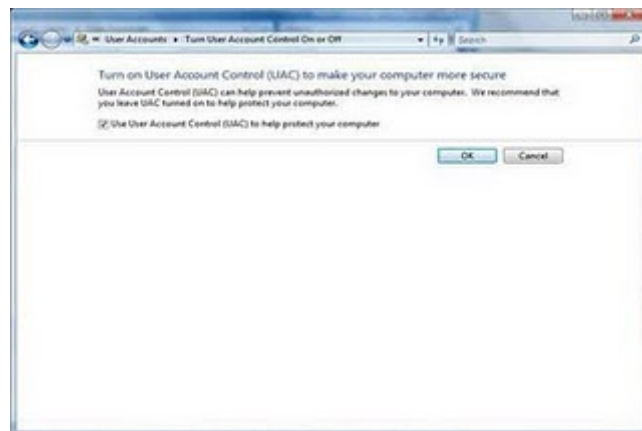 User Accounts ▸ Turn User Account Control On or Off
Search
Turn on User Account Control (UAC) to make your computer more secure
User Account Control (UAC) can help prevent unauthorized changes to your computer. We recommend that
you leave UAC turned on to help protect your computer.
Use User Account Control (UAC) to help protect your computer
OK Cancel